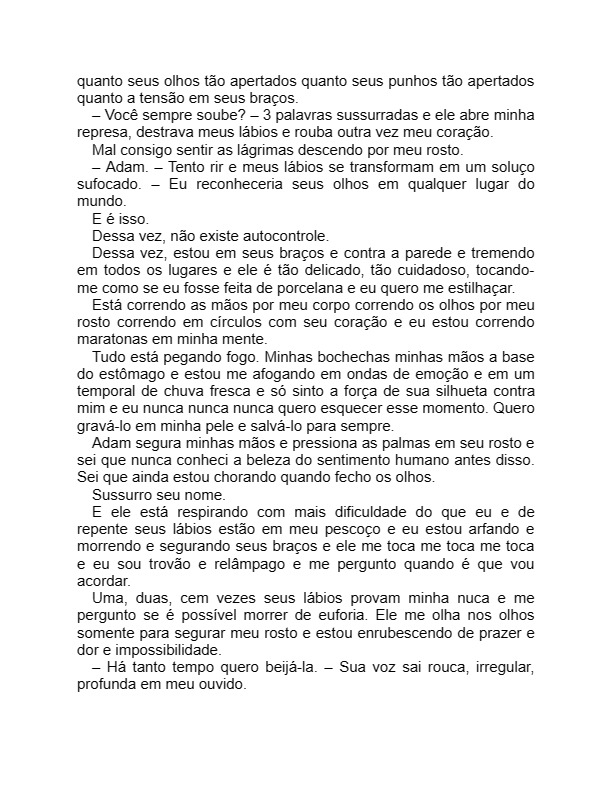 quanto seus olhos tão apertados quanto seus punhos tão apertados
quanto a tensão em seus braços.
– Você sempre soube? – 3 palavras sussurradas e ele abre minha
represa, destrava meus lábios e rouba outra vez meu coração.
Mal consigo sentir as lágrimas descendo por meu rosto.
– Adam. – Tento rir e meus lábios se transformam em um soluço
sufocado. – Eu reconheceria seus olhos em qualquer lugar do
mundo.
E é isso.
Dessa vez, não existe autocontrole.
Dessa vez, estou em seus braços e contra a parede e tremendo
em todos os lugares e ele é tão delicado, tão cuidadoso, tocando-
me como se eu fosse feita de porcelana e eu quero me estilhaçar.
Está correndo as mãos por meu corpo correndo os olhos por meu
rosto correndo em círculos com seu coração e eu estou correndo
maratonas em minha mente.
Tudo está pegando fogo. Minhas bochechas minhas mãos a base
do estômago e estou me afogando em ondas de emoção e em um
temporal de chuva fresca e só sinto a força de sua silhueta contra
mim e eu nunca nunca nunca quero esquecer esse momento. Quero
gravá-lo em minha pele e salvá-lo para sempre.
Adam segura minhas mãos e pressiona as palmas em seu rosto e
sei que nunca conheci a beleza do sentimento humano antes disso.
Sei que ainda estou chorando quando fecho os olhos.
Sussurro seu nome.
E ele está respirando com mais dificuldade do que eu e de
repente seus lábios estão em meu pescoço e eu estou arfando e
morrendo e segurando seus braços e ele me toca me toca me toca
e eu sou trovão e relâmpago e me pergunto quando é que vou
acordar.
Uma, duas, cem vezes seus lábios provam minha nuca e me
pergunto se é possível morrer de euforia. Ele me olha nos olhos
somente para segurar meu rosto e estou enrubescendo de prazer e
dor e impossibilidade.
– Há tanto tempo quero beijá-la. – Sua voz sai rouca, irregular,
profunda em meu ouvido.